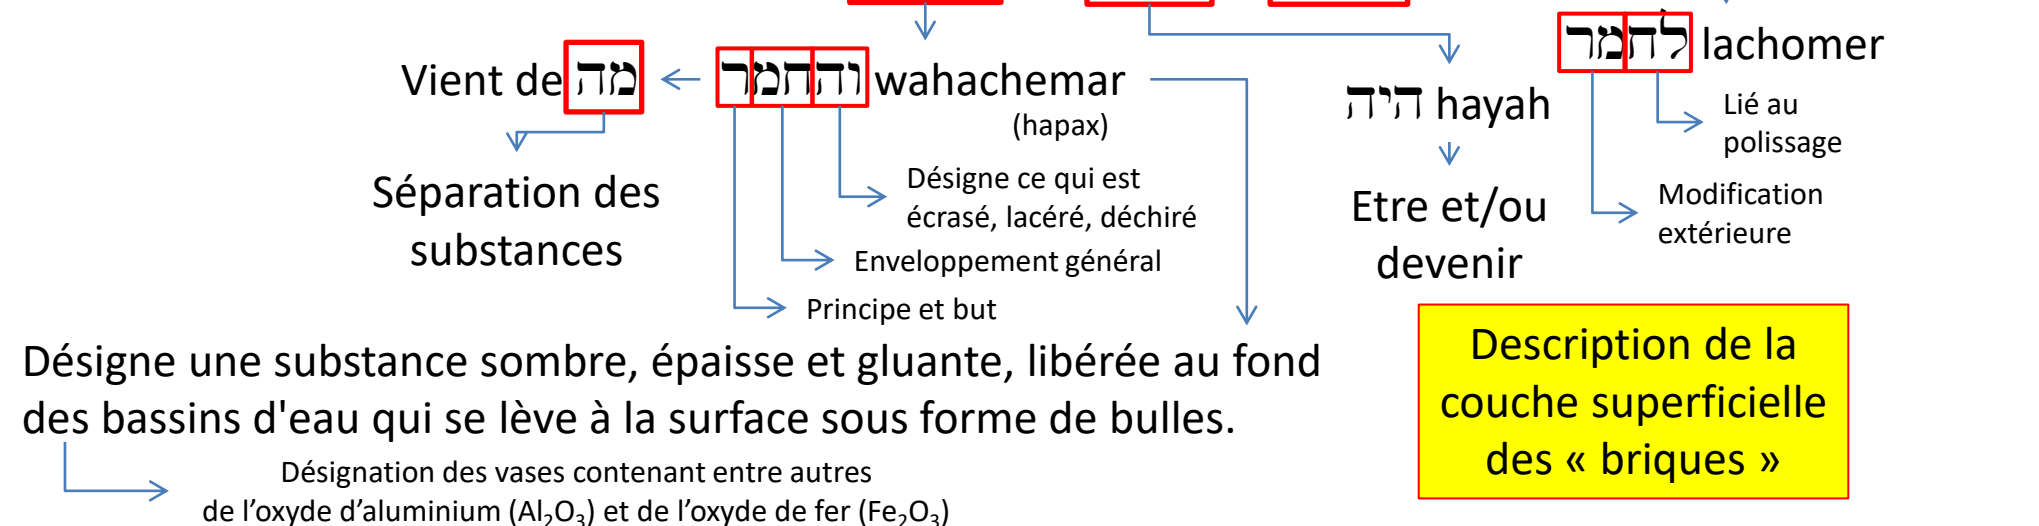 לחמר lachomer
Vient de מה והחמר wahachemar
(hapax)
היה hayah
Lié au
polissage
Séparation des
substances
Désigne ce qui est
écrasé, lacéré, déchiré
Enveloppement général
Principe et but
Etre et/ou
devenir
Modification
extérieure
Désigne une substance sombre, épaisse et gluante, libérée au fond
des bassins d'eau qui se lève à la surface sous forme de bulles.
Désignation des vases contenant entre autres
de l’oxyde d’aluminium (Al₂O₃) et de l’oxyde de fer (Fe₂O₃)
Description de la
couche superficielle
des « briques »